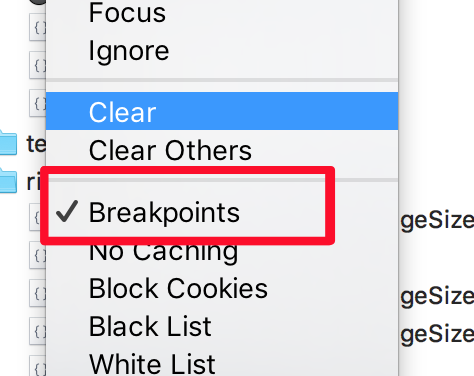 Focus
Ignore
Clear
te
Clear Others
ri
Breakpoints
geSize
No Caching
Block Cookies
geSize
Black List
geSize
White List